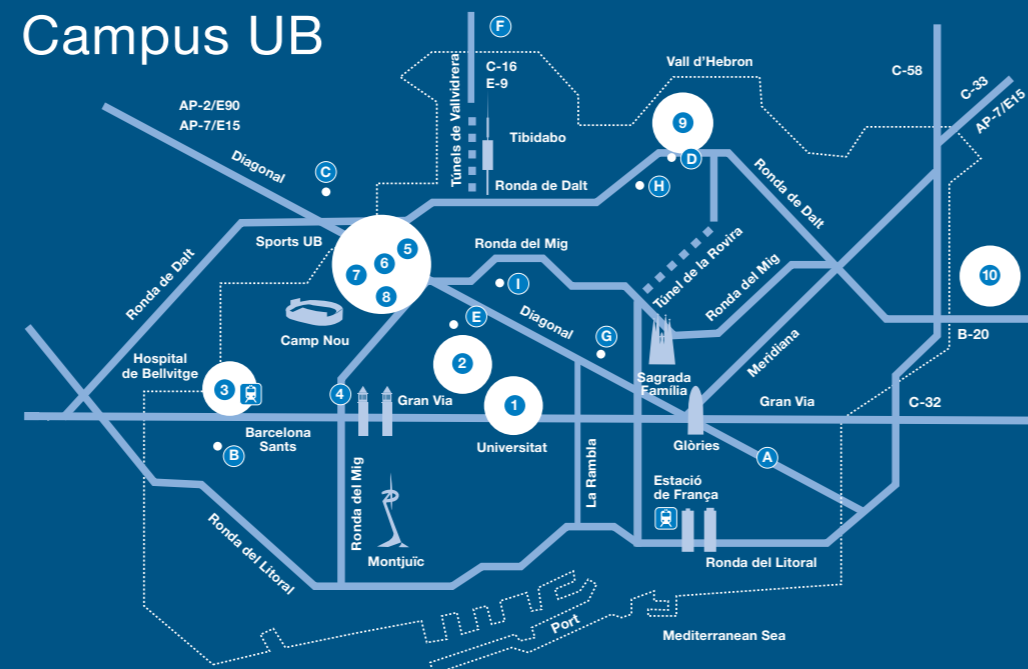 Campus UB
F
C-16
E-9
Vall d’Hebron
C-58
C-33
AP-7/E15
AP-2/E90
AP-7/E15
Túnels de Vallvidrera
Tibidabo
9
Diagonal
C
D
Ronda de Dalt
H
Ronda de Dalt
Sports UB
5
6
7
8
Ronda del Mig
I
Túnel de la Rovira
Ronda del Mig
10
Ronda de Dalt
Camp Nou
E
Diagonal
G
Meridiana
B-20
Hospital
de Bellvitge
3
2
4
Gran Via
1
Sagrada
Família
Gran Via
C-32
Barcelona
Sants
B
Universitat
Glòries
A
Ronda del Mig
La Rambla
Estació
de França
Montjuïc
Ronda del Litoral
Ronda del Litoral
Port
Mediterranean Sea